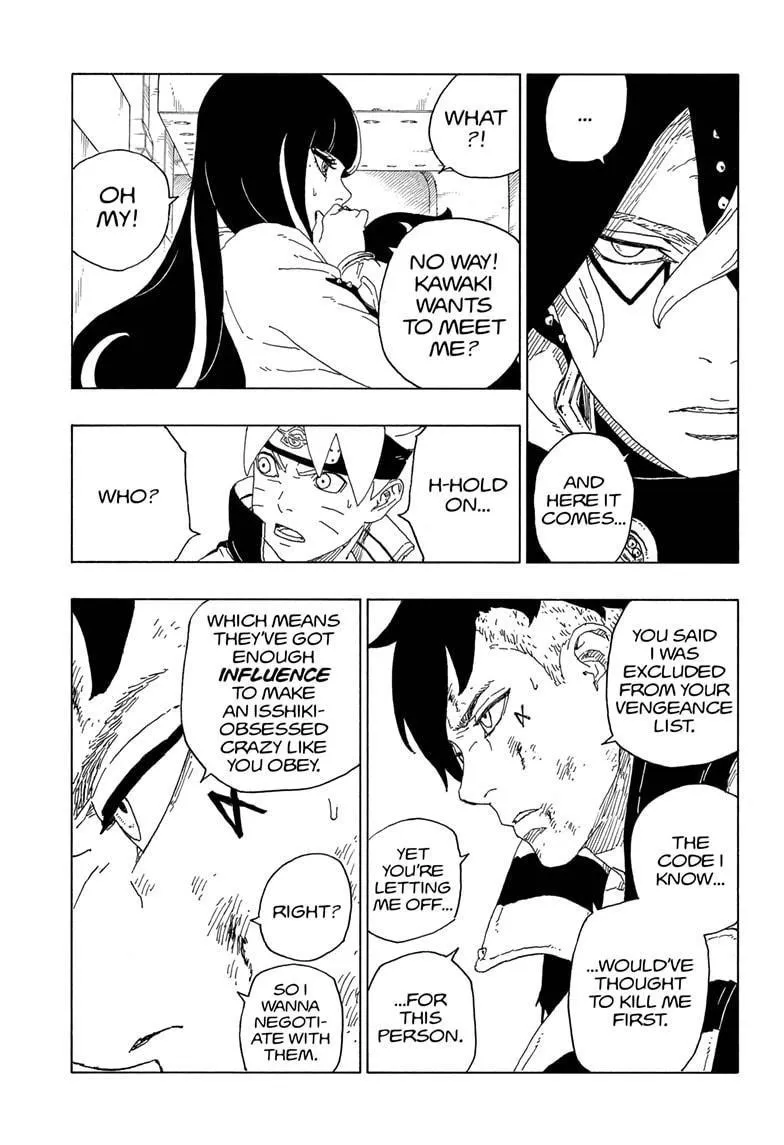 ...
AND
HERE IT
COMES...
WHAT
?!
OH
MY!
NO WAY!
KAWAKI
WANTS
TO MEET
ME?
H-HOLD
ON...
WHO?
YOU SAID
I WAS
EXCLUDED
FROM YOUR
VENGEANCE
LIST.
THE
CODE I
KNOW...
...WOULD'VE
THOUGHT
TO KILL ME
FIRST.
YET
YOU'RE
LETTING
ME OFF...
...FOR
THIS
PERSON.
WHICH MEANS
THEY'VE GOT
ENOUGH
INFLUENCE
TO MAKE
AN ISSHIKI-
OBSESSED
CRAZY LIKE
YOU OBEY.
RIGHT?
SO I
WANNA
NEGOTI-
ATE WITH
THEM.